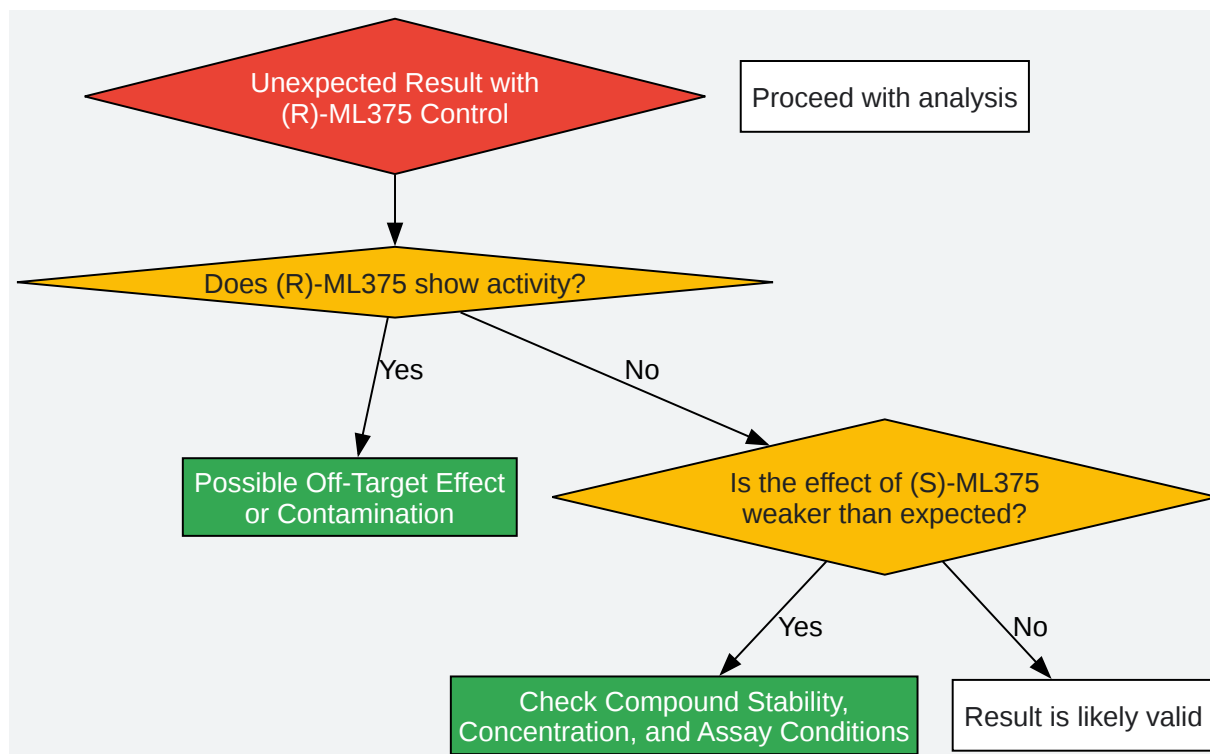 Unexpected Result with
(R)-ML375 Control
Proceed with analysis
Does (R)-ML375 show activity?
Yes
No
Possible Off-Target Effect
or Contamination
Is the effect of (S)-ML375
weaker than expected?
Yes
No
Check Compound Stability,
Concentration, and Assay Conditions
Result is likely valid